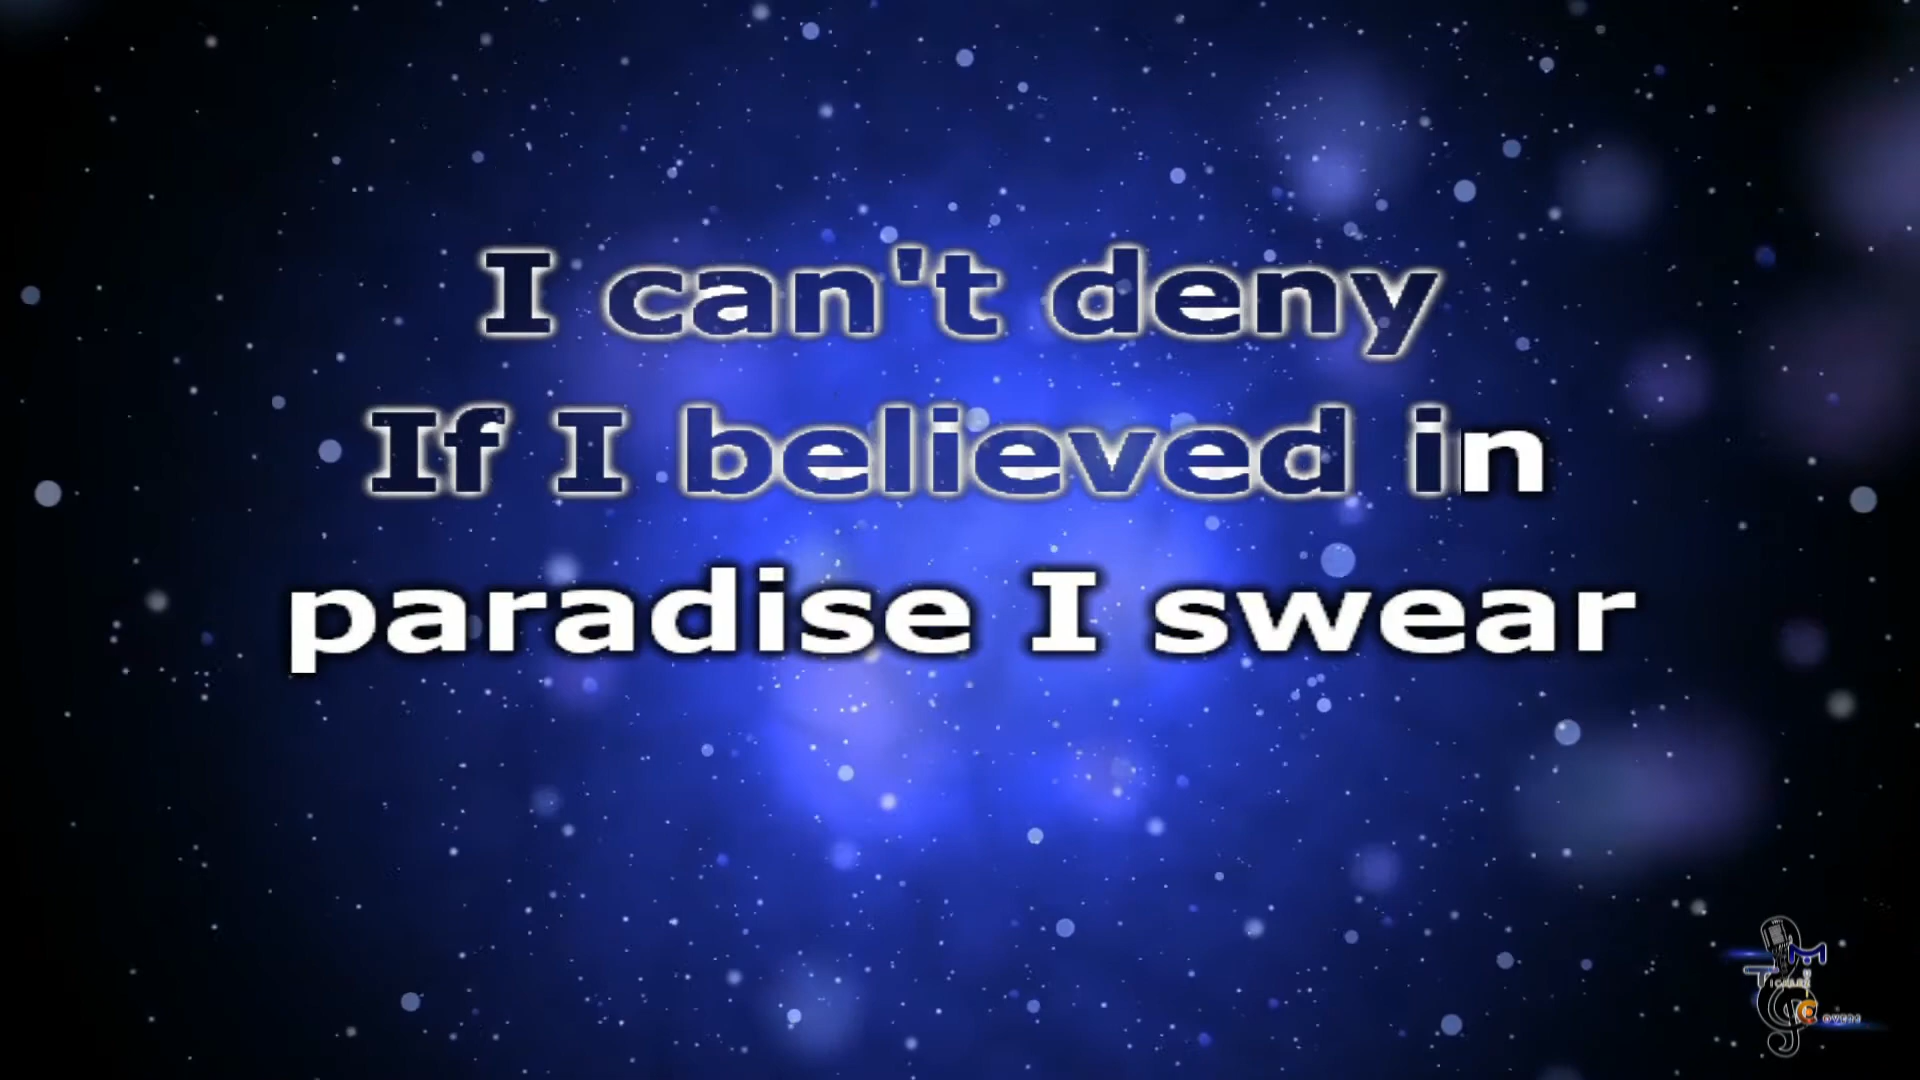 I can't deny
If I believed in
paradise I swear